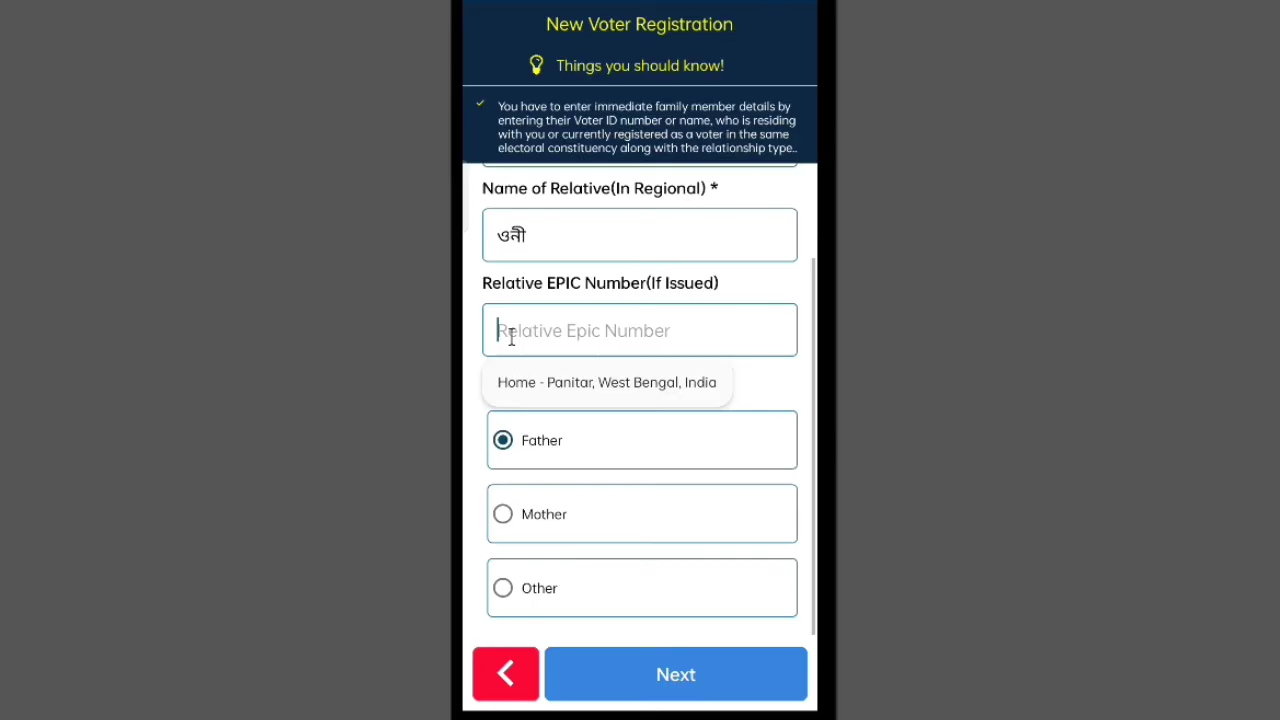 New Voter Registration
Things you should know!
You have to enter immediate family member details by
entering their Voter ID number or name, who is residing
with you or currently registered as a voter in the same
electoral constituency along with the relationship type..
Name of Relative(In Regional) *
ওনী
Relative EPIC Number(If Issued)
Relative Epic Number
Home - Panitar, West Bengal, India
Father
Mother
Other
Next